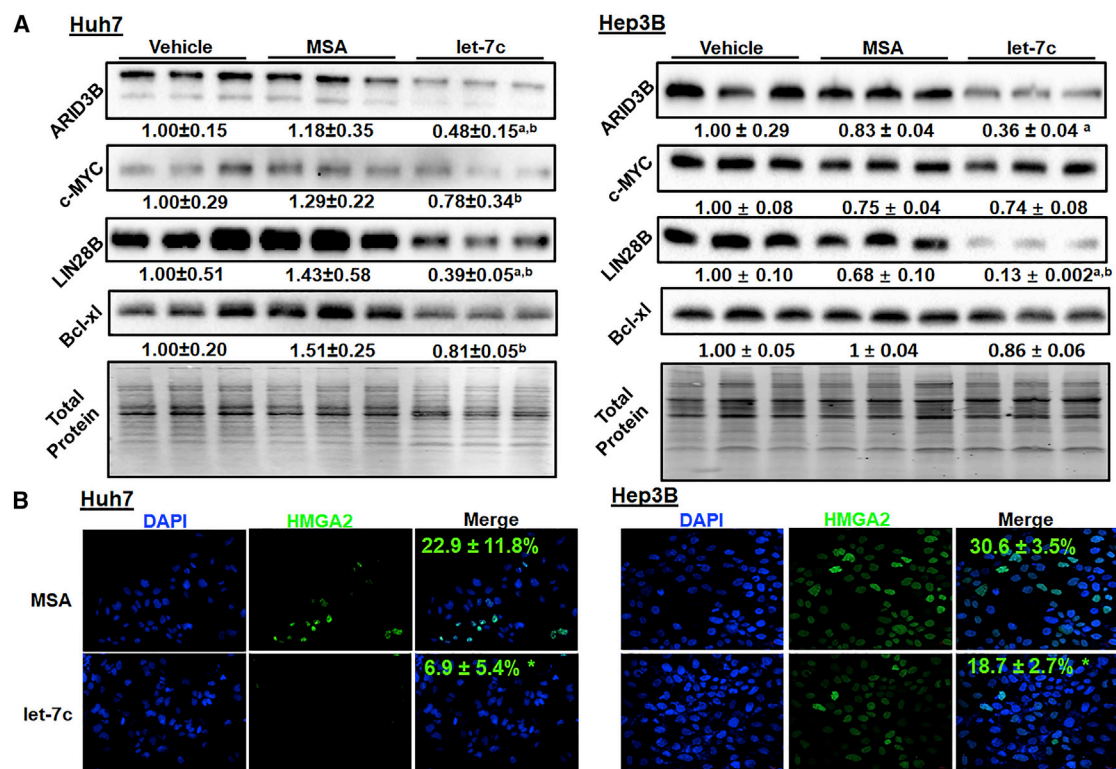 A
Huh7
Vehicle MSA let-7c
ARID3B
1.00±0.15 1.18±0.35 0.48±0.15a,b
c-MYC
1.00±0.29 1.29±0.22 0.78±0.34b
LIN28B
1.00±0.51 1.43±0.58 0.39±0.05a,b
Bcl-xl
1.00±0.20 1.51±0.25 0.81±0.05b
Total
Protein
Hep3B
Vehicle MSA let-7c
ARID3B
1.00 ± 0.29 0.83 ± 0.04 0.36 ± 0.04 a
c-MYC
1.00 ± 0.08 0.75 ± 0.04 0.74 ± 0.08
LIN28B
1.00 ± 0.10 0.68 ± 0.10 0.13 ± 0.002a,b
Bcl-xl
1.00 ± 0.05 1 ± 0.04 0.86 ± 0.06
Total
Protein
B
Huh7
DAPI HMGA2 Merge
MSA
22.9 ± 11.8%
let-7c
6.9 ± 5.4% *
Hep3B
DAPI HMGA2 Merge
30.6 ± 3.5%
18.7 ± 2.7% *